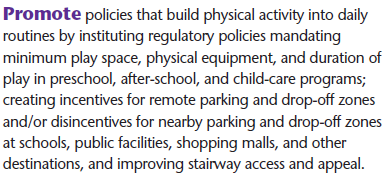 Promote policies that build physical activity into daily
routines by instituting regulatory policies mandating
minimum play space, physical equipment, and duration of
play in preschool, after-school, and child-care programs;
creating incentives for remote parking and drop-off zones
and/or disincentives for nearby parking and drop-off zones
at schools, public facilities, shopping malls, and other
destinations, and improving stairway access and appeal.